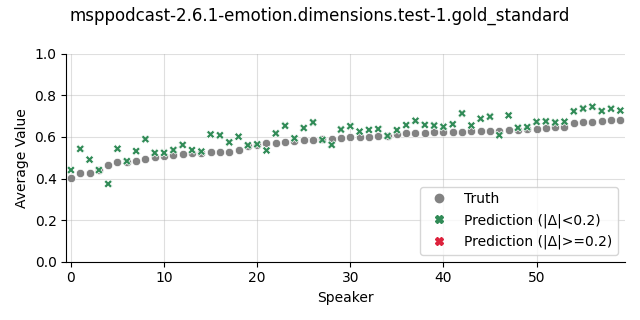 msppodcast-2.6.1-emotion.dimensions.test-1.gold_standard
1.0
0.8
0.6
0.4
0.2
0.0
Average Value
Truth
Prediction (|Δ|<0.2)
Prediction (|Δ|>=0.2)
0 10 20 30 40 50
Speaker